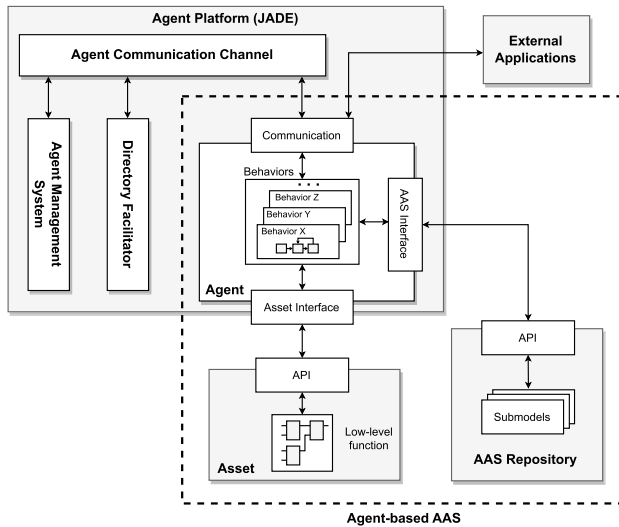 Agent Platform (JADE)
Agent Communication Channel
External
Applications
Agent Management
System
Directory Facilitator
Communication
Behaviors
. . .
Behavior Z
Behavior Y
Behavior X
AAS Interface
Agent
Asset Interface
API
Low-level
function
Asset
API
Submodels
AAS Repository
Agent-based AAS